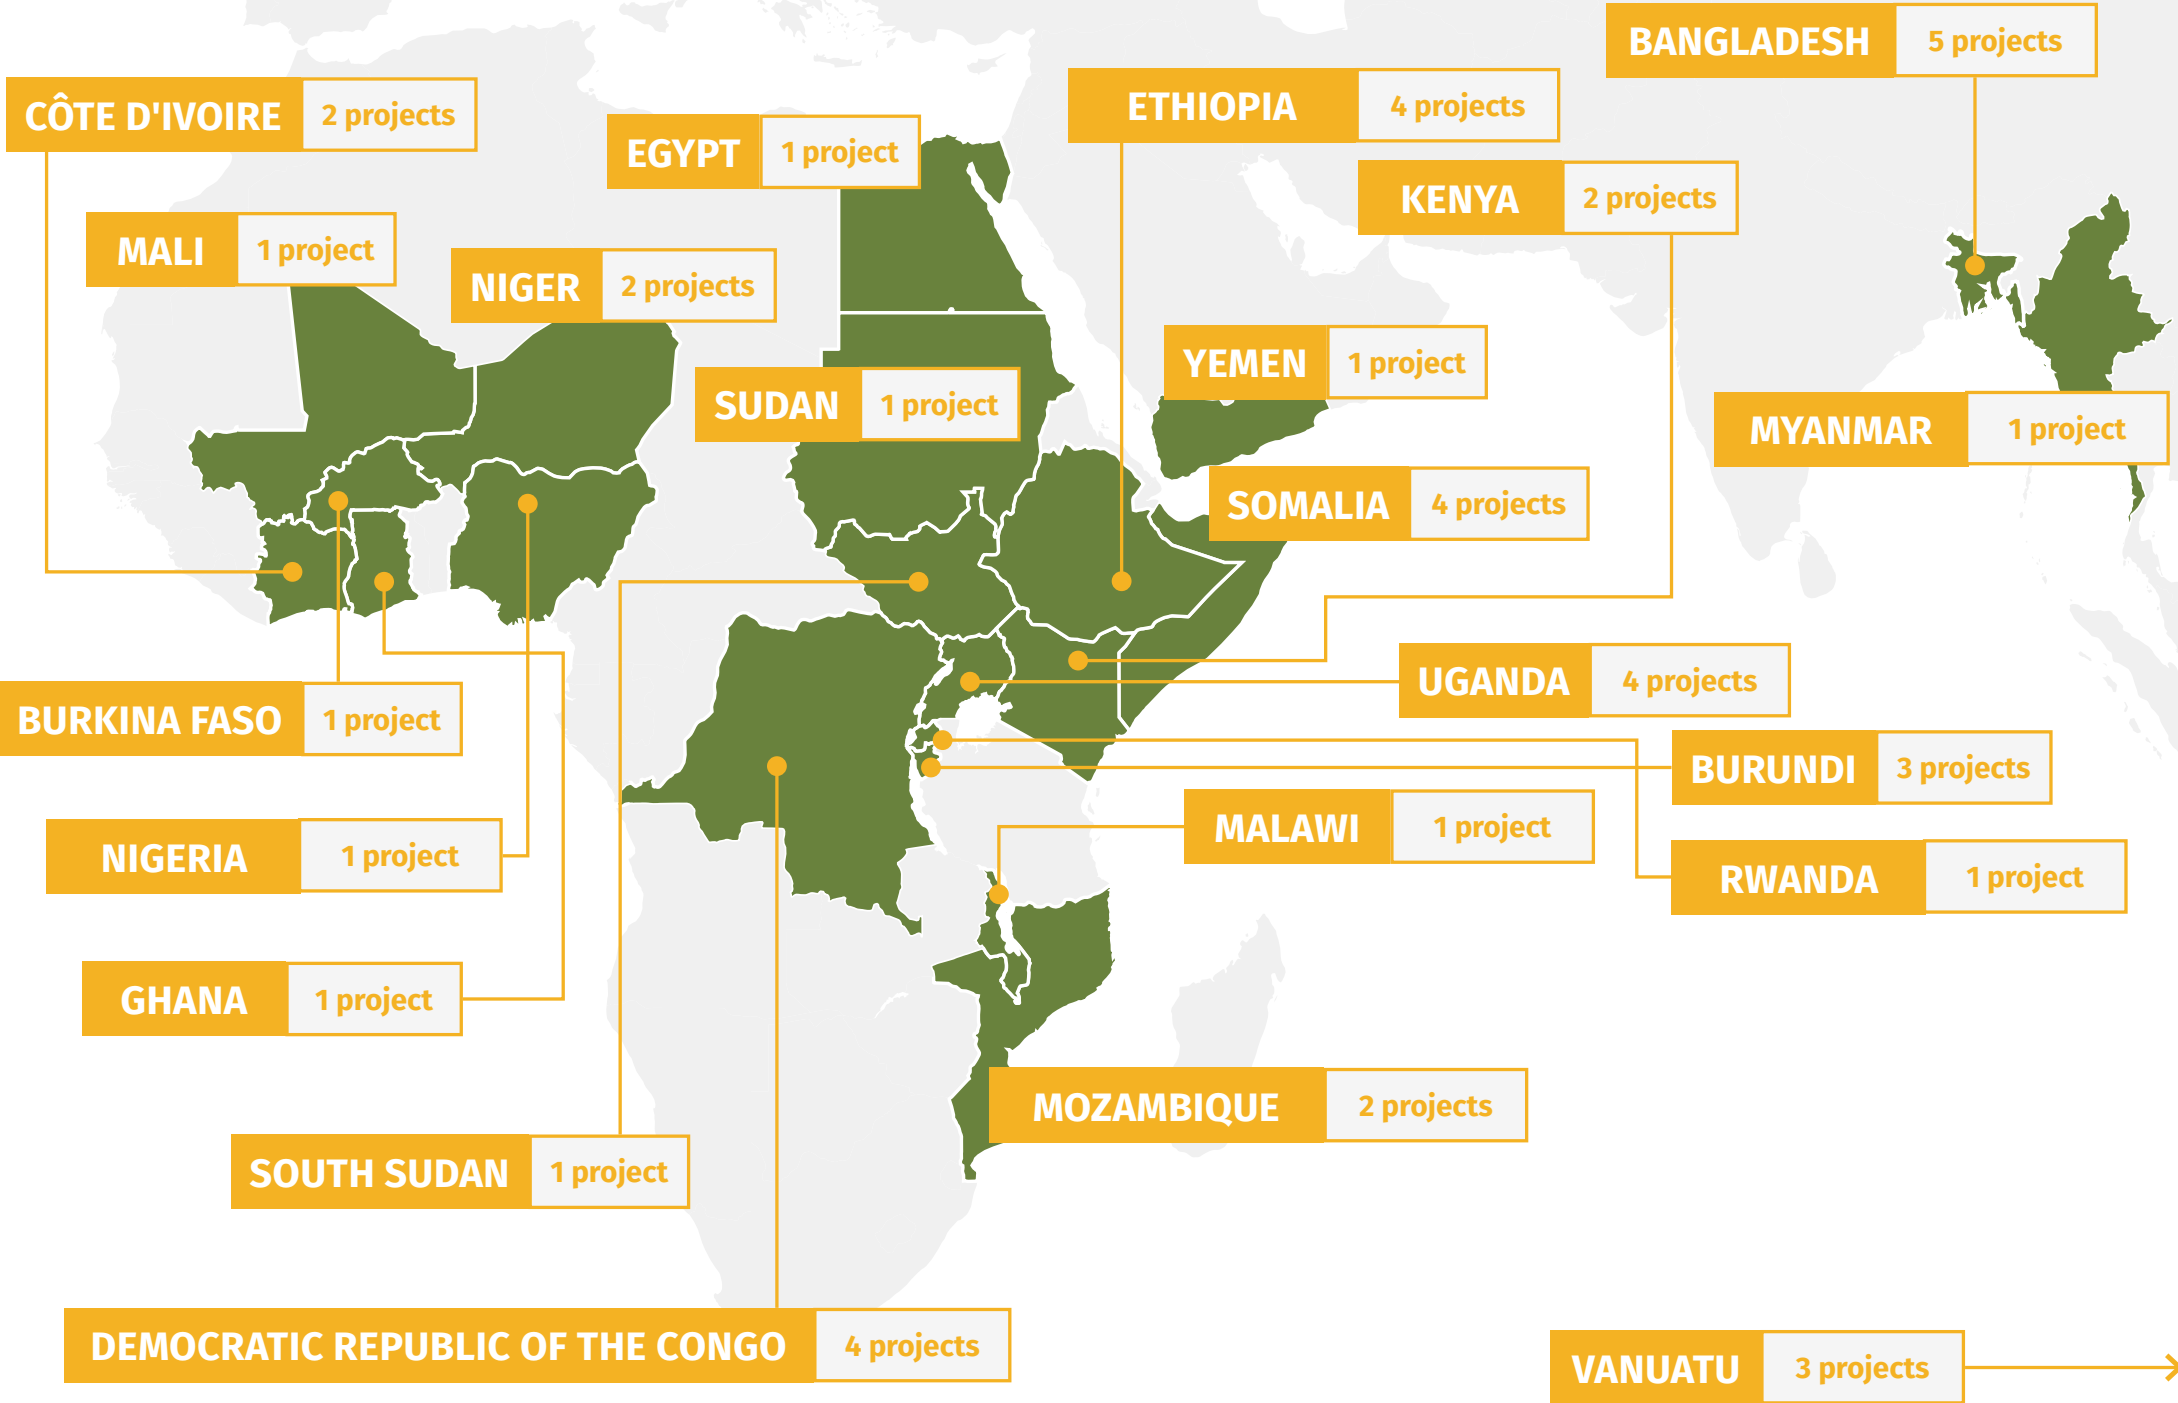 BANGLADESH 5 projects
CÔTE D'IVOIRE 2 projects
ETHIOPIA 4 projects
EGYPT 1 project
KENYA 2 projects
MALI 1 project
NIGER 2 projects
YEMEN 1 project
SUDAN 1 project
MYANMAR 1 project
SOMALIA 4 projects
UGANDA 4 projects
BURKINA FASO 1 project
BURUNDI 3 projects
MALAWI 1 project
NIGERIA 1 project
RWANDA 1 project
GHANA 1 project
MOZAMBIQUE 2 projects
SOUTH SUDAN 1 project
DEMOCRATIC REPUBLIC OF THE CONGO 4 projects
VANUATU 3 projects